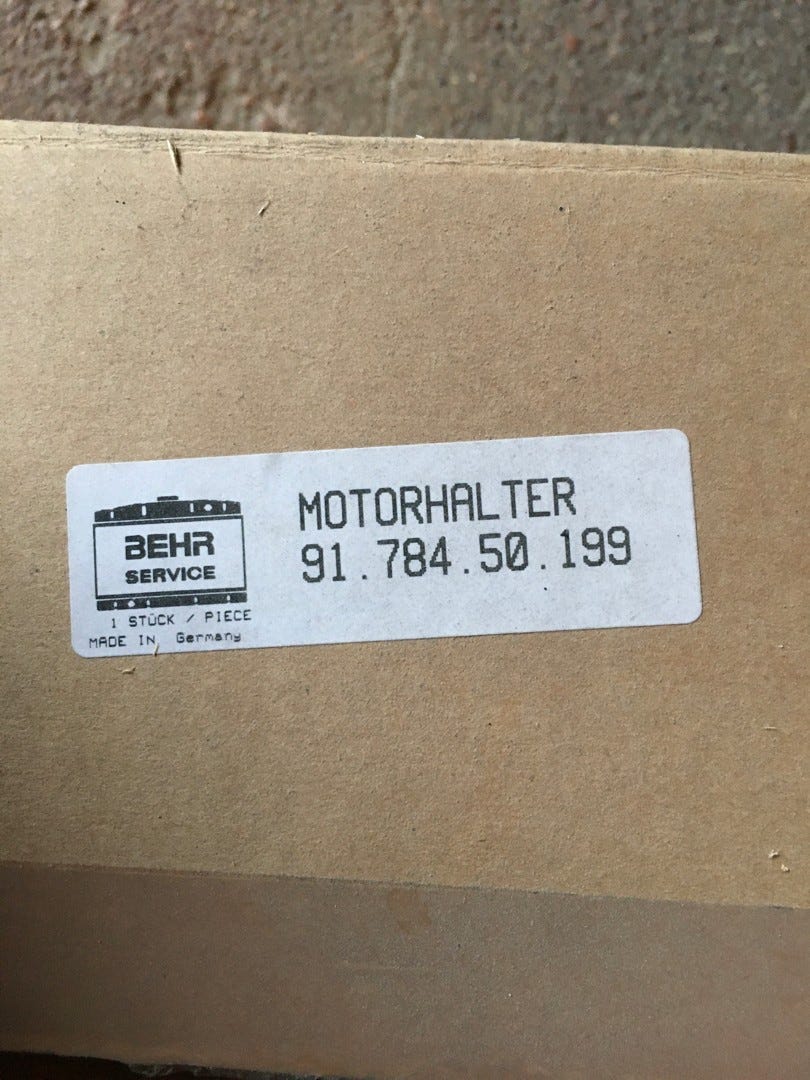 BEHR
SERVICE
1 STÜCK / PIECE
MADE IN Germany
MOTORHALTER
91.784.50.199